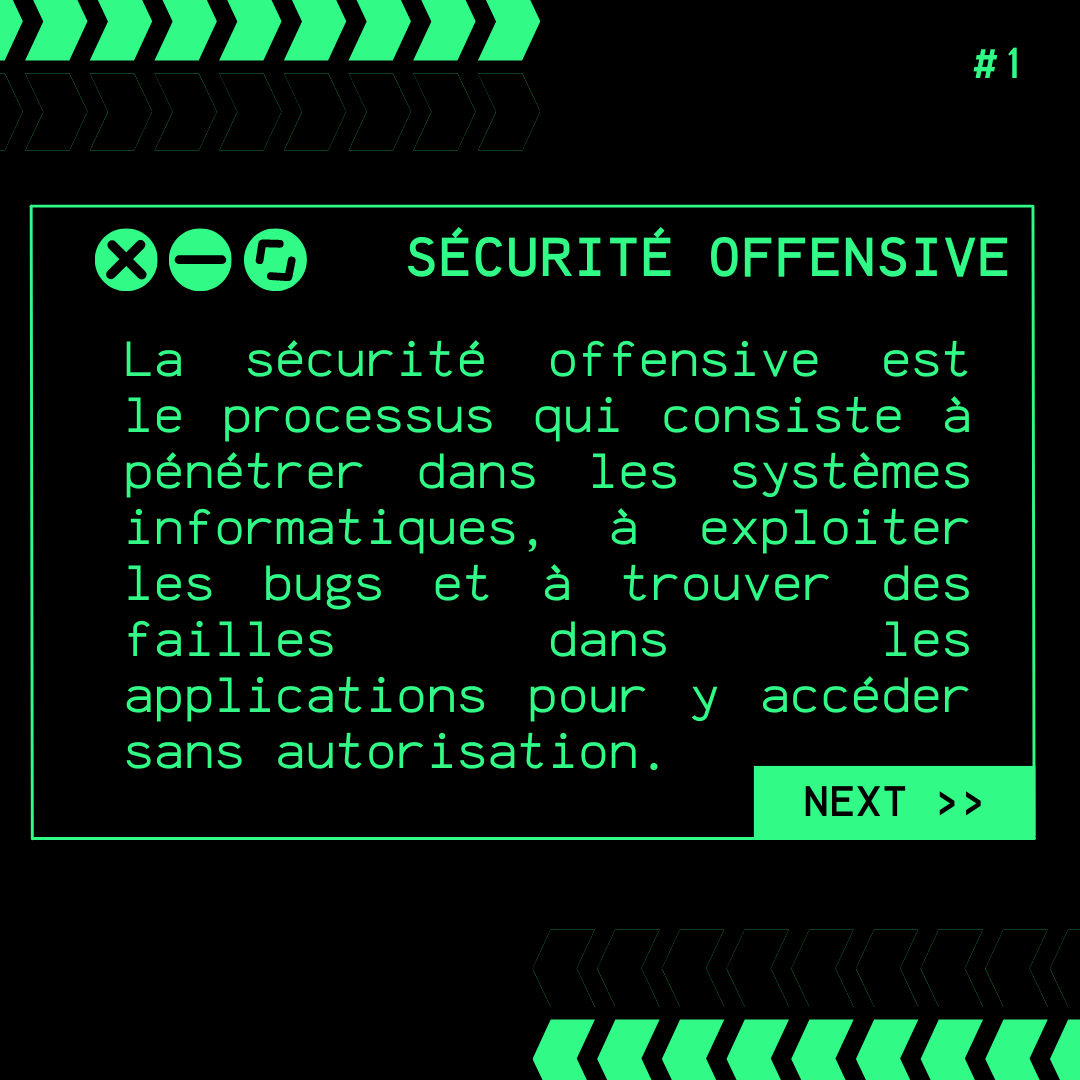 #1
SÉCURITÉ OFFENSIVE
La sécurité offensive est
le processus qui consiste à
pénétrer dans les systèmes
informatiques, à exploiter
les bugs et à trouver des
failles dans les
applications pour y accéder
sans autorisation.
NEXT >>